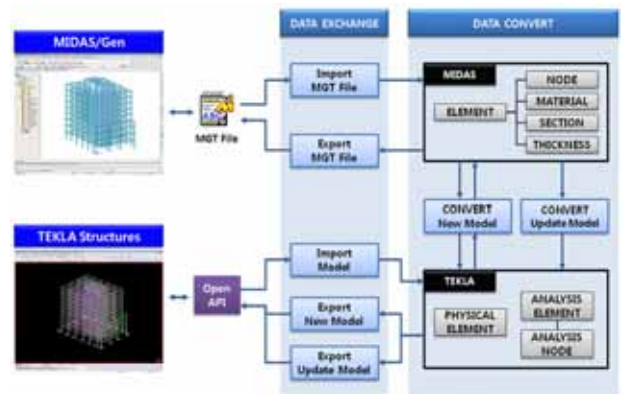 DATA EXCHANGE
DATA CONVERT
MIDAS/Gen
MGT File
Import
MGT File
Export
MGT File
MIDAS
ELEMENT
NODE
MATERIAL
SECTION
THICKNESS
CONVERT
New Model
CONVERT
Update Model
TEKLA Structures
Open
API
Import
Model
Export
New Model
Export
Update Model
TEKLA
PHYSICAL
ELEMENT
ANALYSIS
ELEMENT
ANALYSIS
NODE